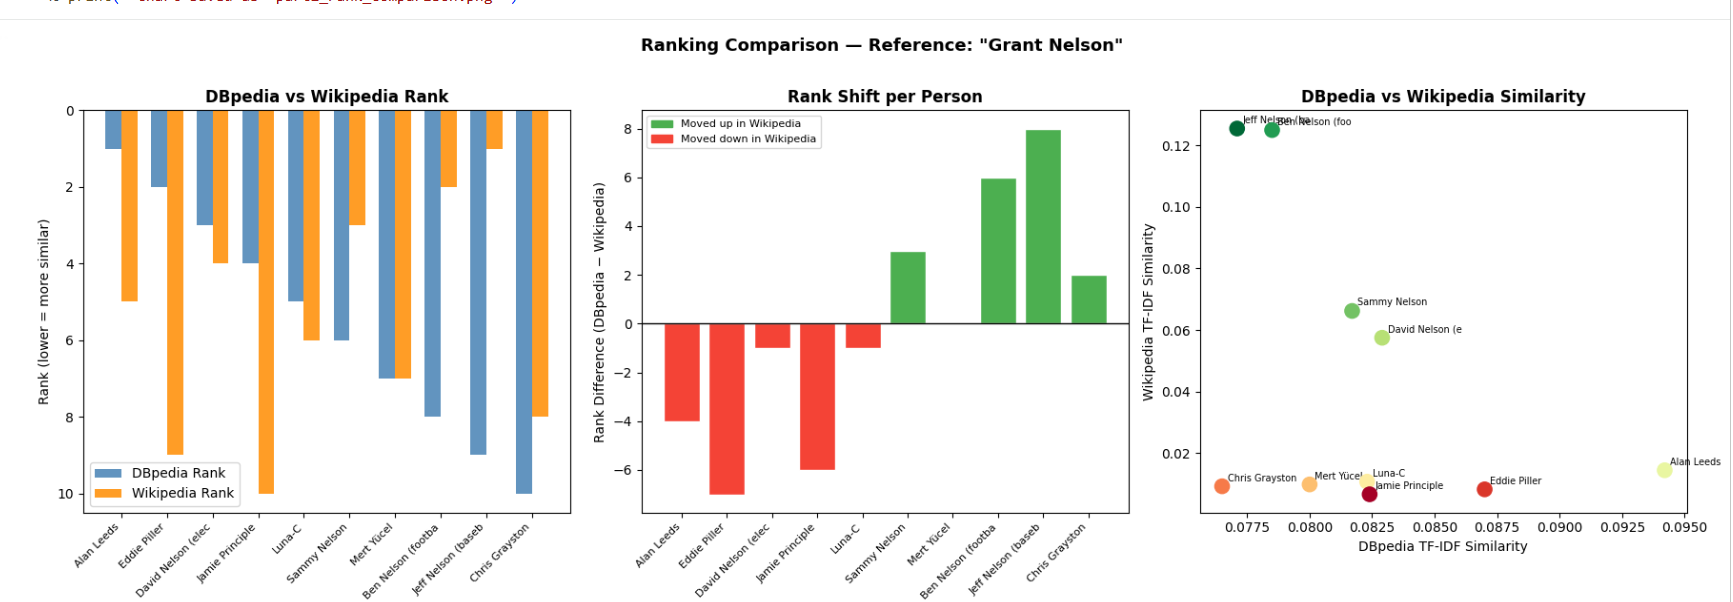 Ranking Comparison — Reference: "Grant Nelson"
DBpedia vs Wikipedia Rank
Rank (lower = more similar)
0
2
4
6
8
10
DBpedia Rank
Wikipedia Rank
Alan Leeds
Eddie Piller
David Nelson (elec
Jamie Principle
Luna-C
Sammy Nelson
Mert Yücel
Ben Nelson (footba
Jeff Nelson (baseb
Chris Grayston
Rank Shift per Person
Rank Difference (DBpedia − Wikipedia)
8
6
4
2
0
−2
−4
−6
Moved up in Wikipedia
Moved down in Wikipedia
Alan Leeds
Eddie Piller
David Nelson (elec
Jamie Principle
Luna-C
Sammy Nelson
Mert Yücel
Ben Nelson (footba
Jeff Nelson (baseb
Chris Grayston
DBpedia vs Wikipedia Similarity
Wikipedia TF-IDF Similarity
0.12
0.10
0.08
0.06
0.04
0.02
Jeff Nelson (ba
Ben Nelson (foo
Sammy Nelson
David Nelson (e
Alan Leeds
Luna-C
Mert Yücel
Chris Grayston
Eddie Piller
Jamie Principle
0.0775
0.0800
0.0825
0.0850
0.0875
0.0900
0.0925
0.0950
DBpedia TF-IDF Similarity